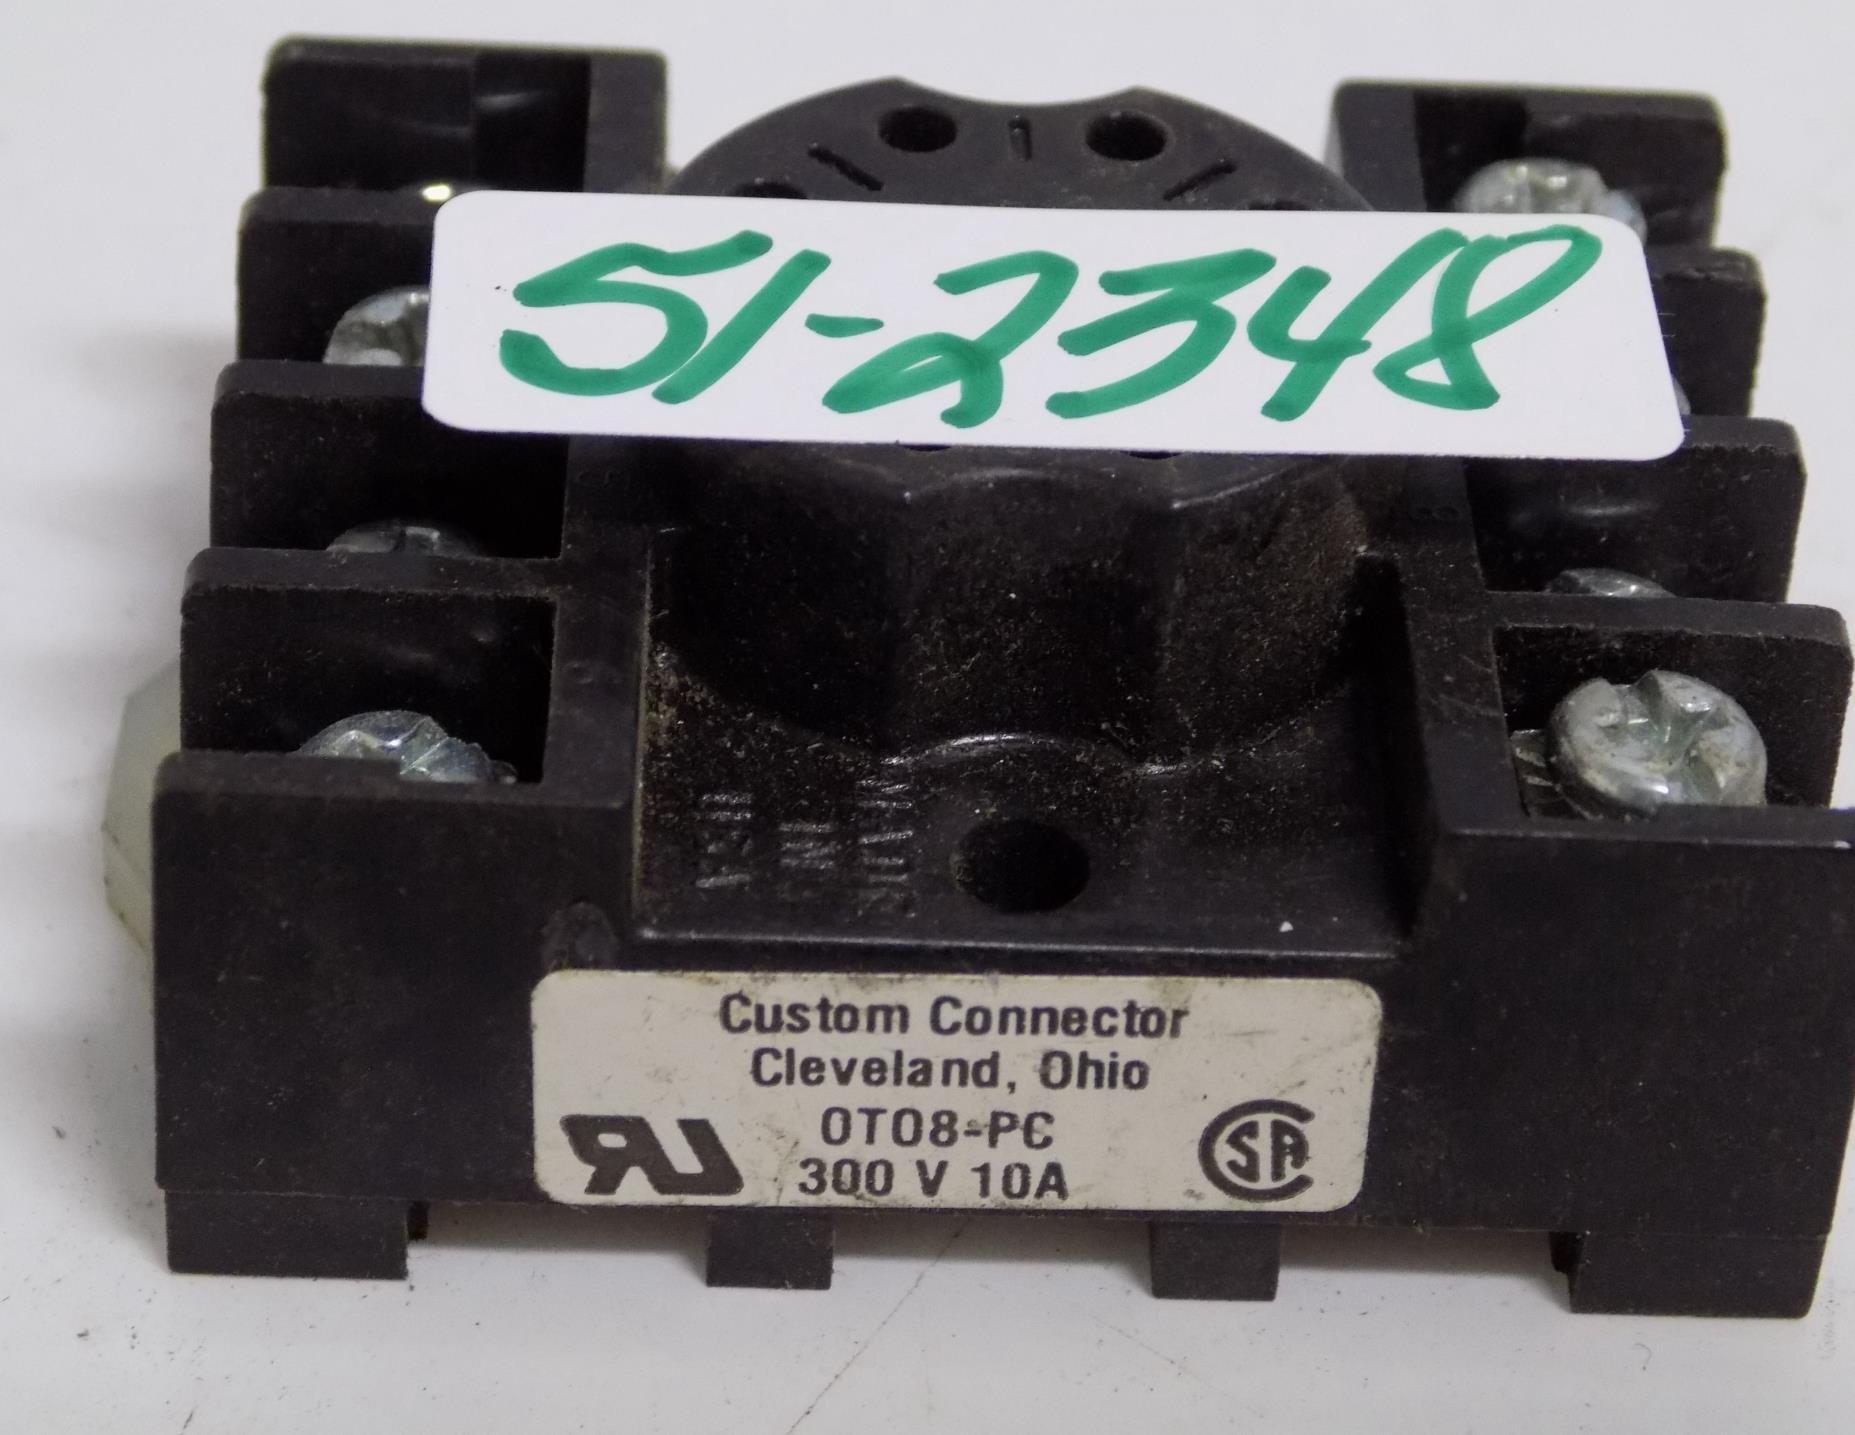 51-2348
Custom Connector
Cleveland, Ohio
OT08-PC
300 V 10A